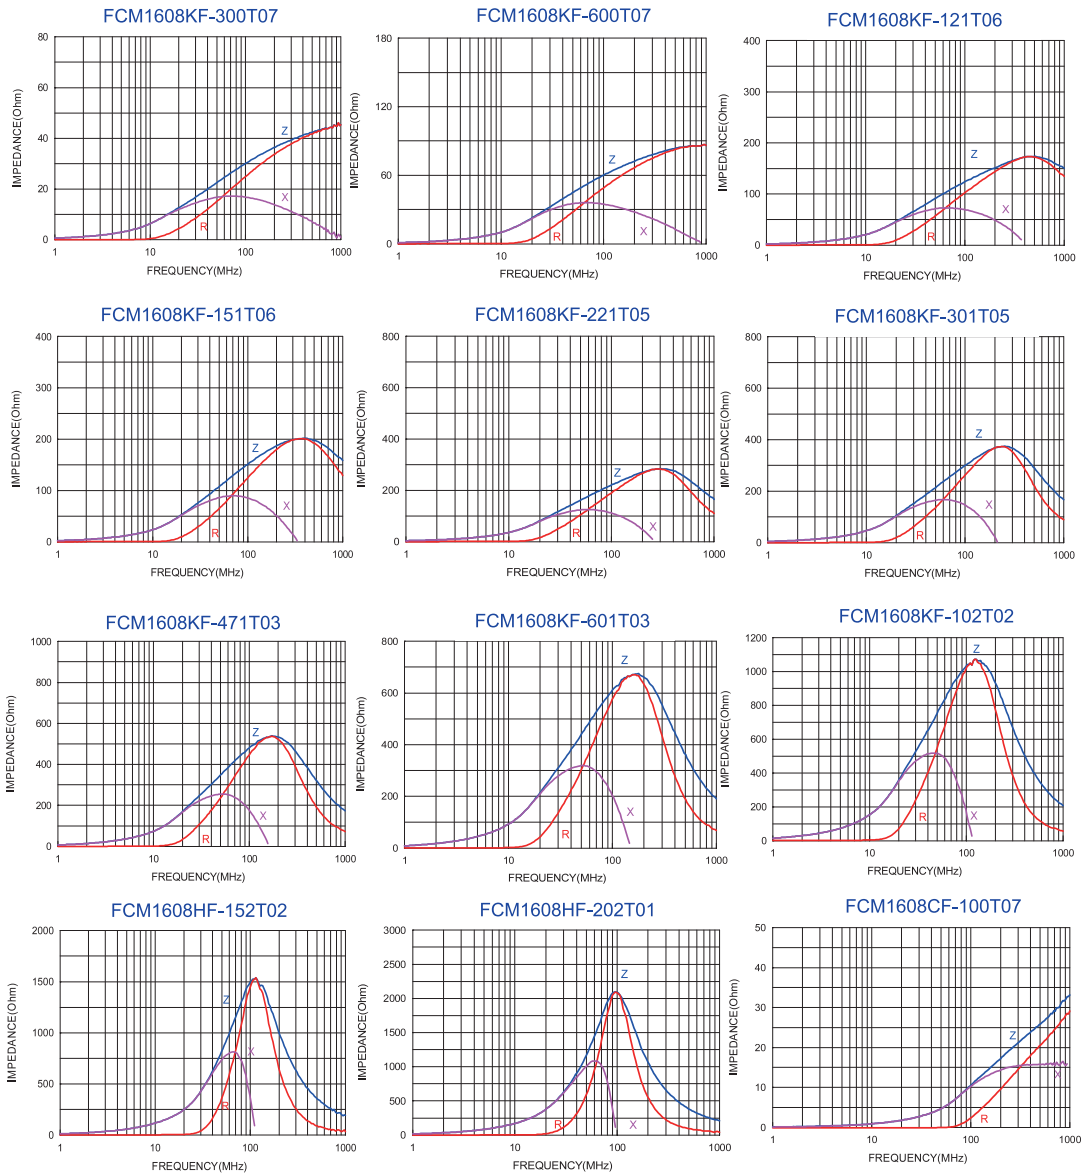 FCM1608KF-300T07
IMPEDANCE(Ohm)
80
60
40
20
0
Z
X
R
1
10
100
1000
FREQUENCY(MHz)
FCM1608KF-600T07
IMPEDANCE(Ohm)
180
120
60
0
Z
R
X
1
10
100
1000
FREQUENCY(MHz)
FCM1608KF-121T06
IMPEDANCE(Ohm)
400
300
200
100
0
Z
X
R
1
10
100
1000
FREQUENCY(MHz)
FCM1608KF-151T06
IMPEDANCE(Ohm)
400
300
200
100
0
Z
X
R
1
10
100
1000
FREQUENCY(MHz)
FCM1608KF-221T05
IMPEDANCE(Ohm)
800
600
400
200
0
Z
X
R
1
10
100
1000
FREQUENCY(MHz)
FCM1608KF-301T05
IMPEDANCE(Ohm)
800
600
400
200
0
Z
X
R
1
10
100
1000
FREQUENCY(MHz)
FCM1608KF-471T03
IMPEDANCE(Ohm)
1000
800
600
400
200
0
Z
X
R
1
10
100
1000
FREQUENCY(MHz)
FCM1608KF-601T03
IMPEDANCE(Ohm)
800
600
400
200
0
Z
X
R
1
10
100
1000
FREQUENCY(MHz)
FCM1608KF-102T02
IMPEDANCE(Ohm)
1200
1000
800
600
400
200
0
Z
X
R
1
10
100
1000
FREQUENCY(MHz)
FCM1608HF-152T02
IMPEDANCE(Ohm)
2000
1500
1000
500
0
Z
X
R
1
10
100
1000
FREQUENCY(MHz)
FCM1608HF-202T01
IMPEDANCE(Ohm)
3000
2500
2000
1500
1000
500
0
Z
R
X
1
10
100
1000
FREQUENCY(MHz)
FCM1608CF-100T07
IMPEDANCE(Ohm)
50
40
30
20
10
0
Z
X
R
1
10
100
1000
FREQUENCY(MHz)